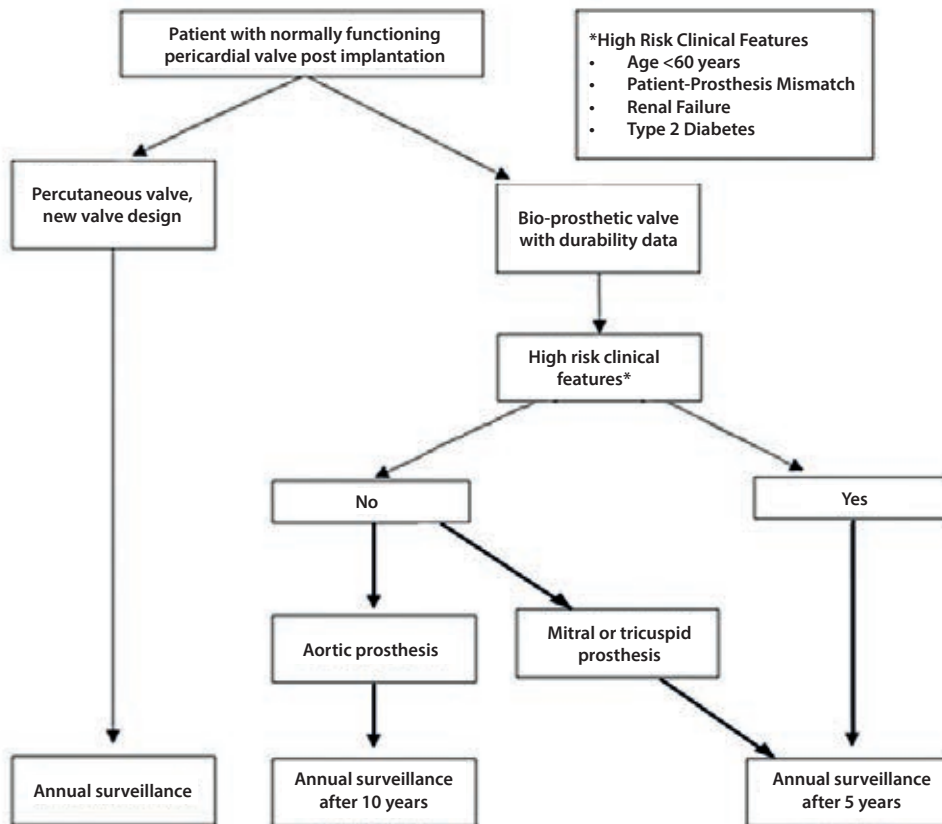 Patient with normally functioning
pericardial valve post implantation
*High Risk Clinical Features
• Age <60 years
• Patient-Prosthesis Mismatch
• Renal Failure
• Type 2 Diabetes
Percutaneous valve,
new valve design
Bio-prosthetic valve
with durability data
High risk clinical
features*
No
Yes
Aortic prosthesis
Mitral or tricuspid
prosthesis
Annual surveillance
Annual surveillance
after 10 years
Annual surveillance
after 5 years